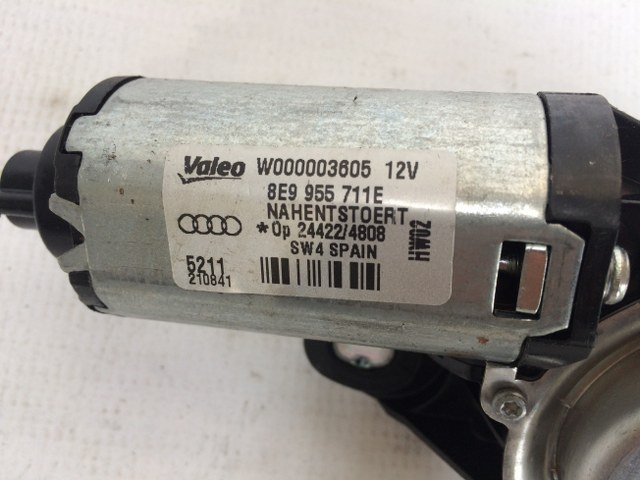 Valeo W000003605 12V
8E9 955 711E
NAHENTSTOERT
*Op 24422/4808
SW4 SPAIN
HW02
5211
210841